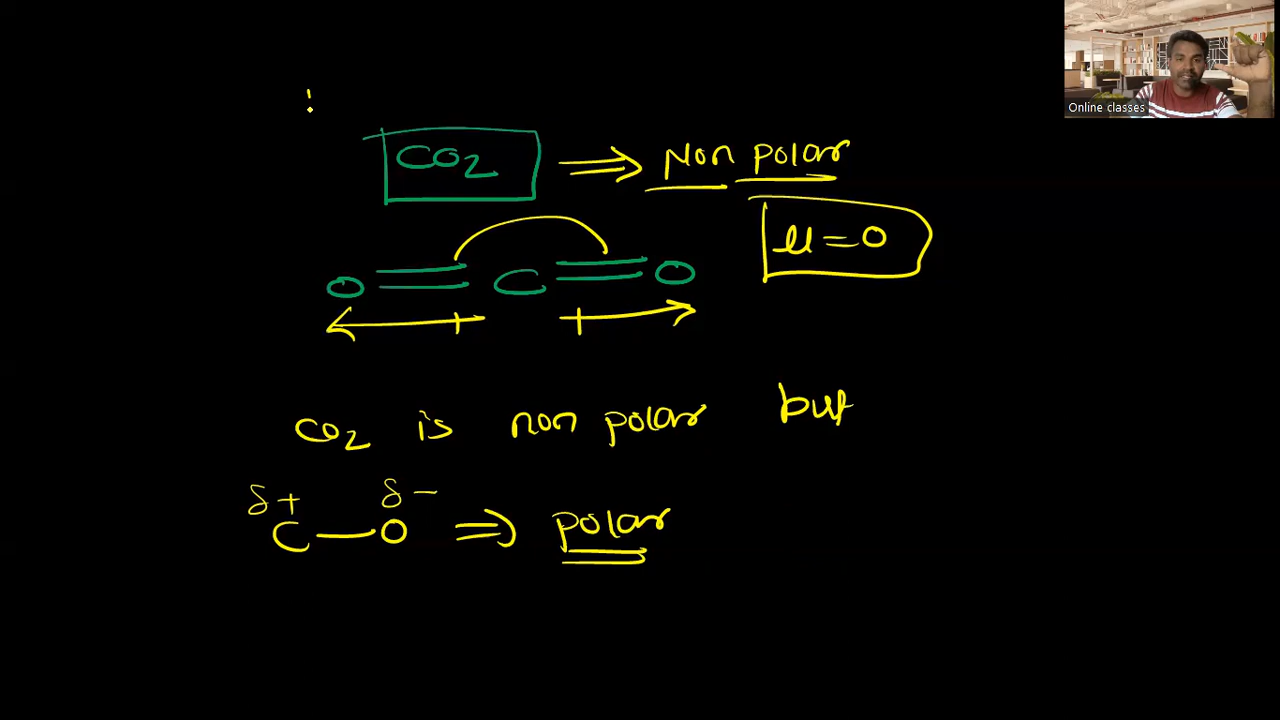 Online classes
CO2 ⇒ Non polar
μ=0
O=C=O
CO2 is non polar but
δ+ δ-
C-O ⇒ polar